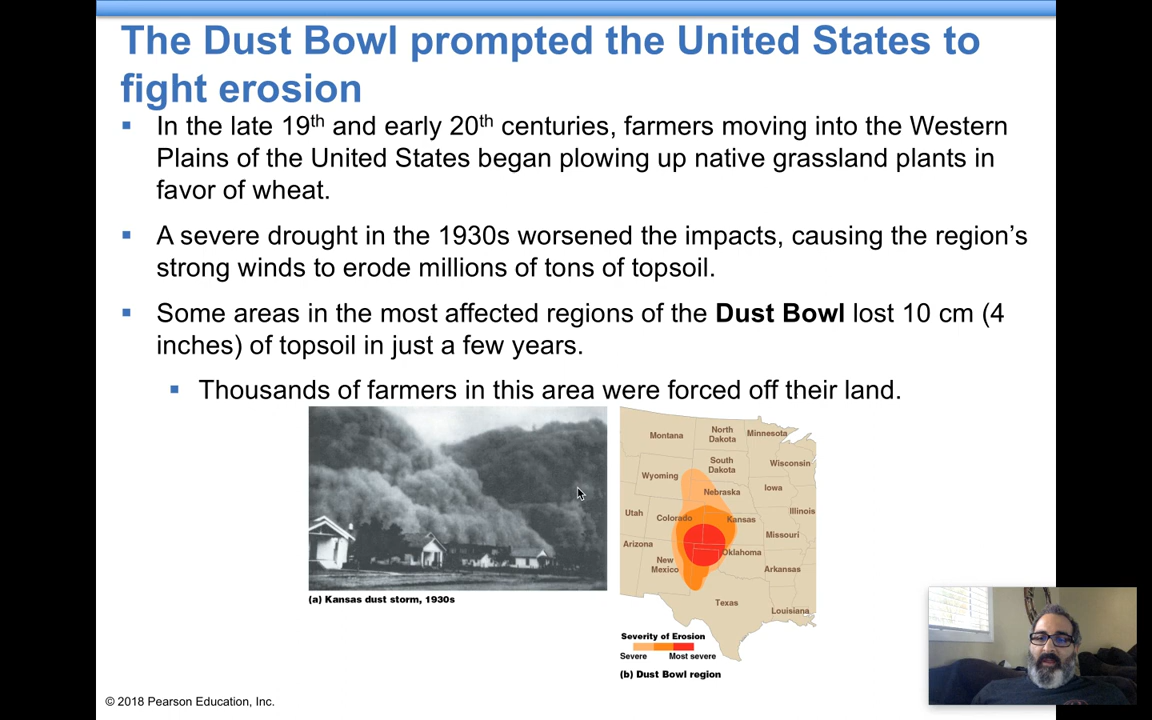 The Dust Bowl prompted the United States to
fight erosion
▪ In the late 19th and early 20th centuries, farmers moving into the Western
Plains of the United States began plowing up native grassland plants in
favor of wheat.
▪ A severe drought in the 1930s worsened the impacts, causing the region’s
strong winds to erode millions of tons of topsoil.
▪ Some areas in the most affected regions of the Dust Bowl lost 10 cm (4
inches) of topsoil in just a few years.
▪ Thousands of farmers in this area were forced off their land.
(a) Kansas dust storm, 1930s
Montana
North
Dakota
Minnesota
South
Dakota
Wisconsin
Wyoming
Nebraska
Iowa
Utah
Colorado
Kansas
Illinois
Missouri
Arizona
New
Mexico
Oklahoma
Arkansas
Texas
Louisiana
Severity of Erosion
Severe Most severe
(b) Dust Bowl region
© 2018 Pearson Education, Inc.